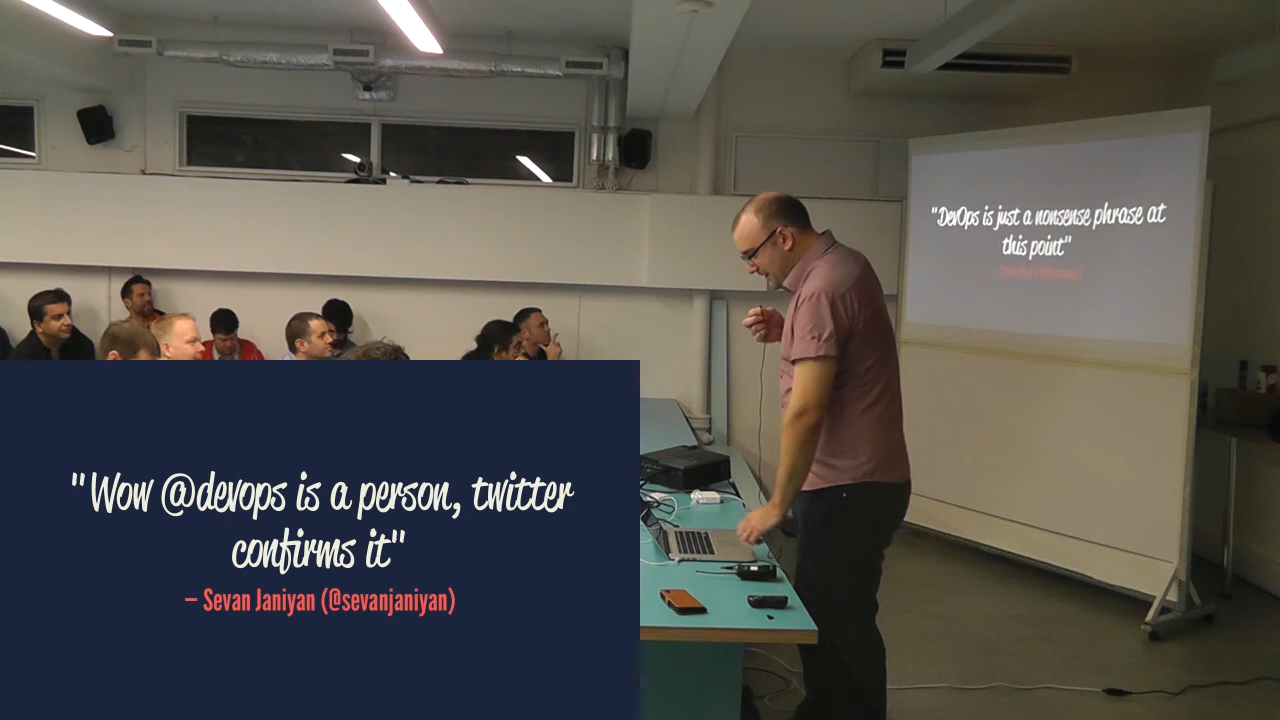 "DevOps is just a nonsense phrase at
this point"
"Wow @devops is a person, twitter
confirms it"
– Sevan Janiyan (@sevanjaniyan)